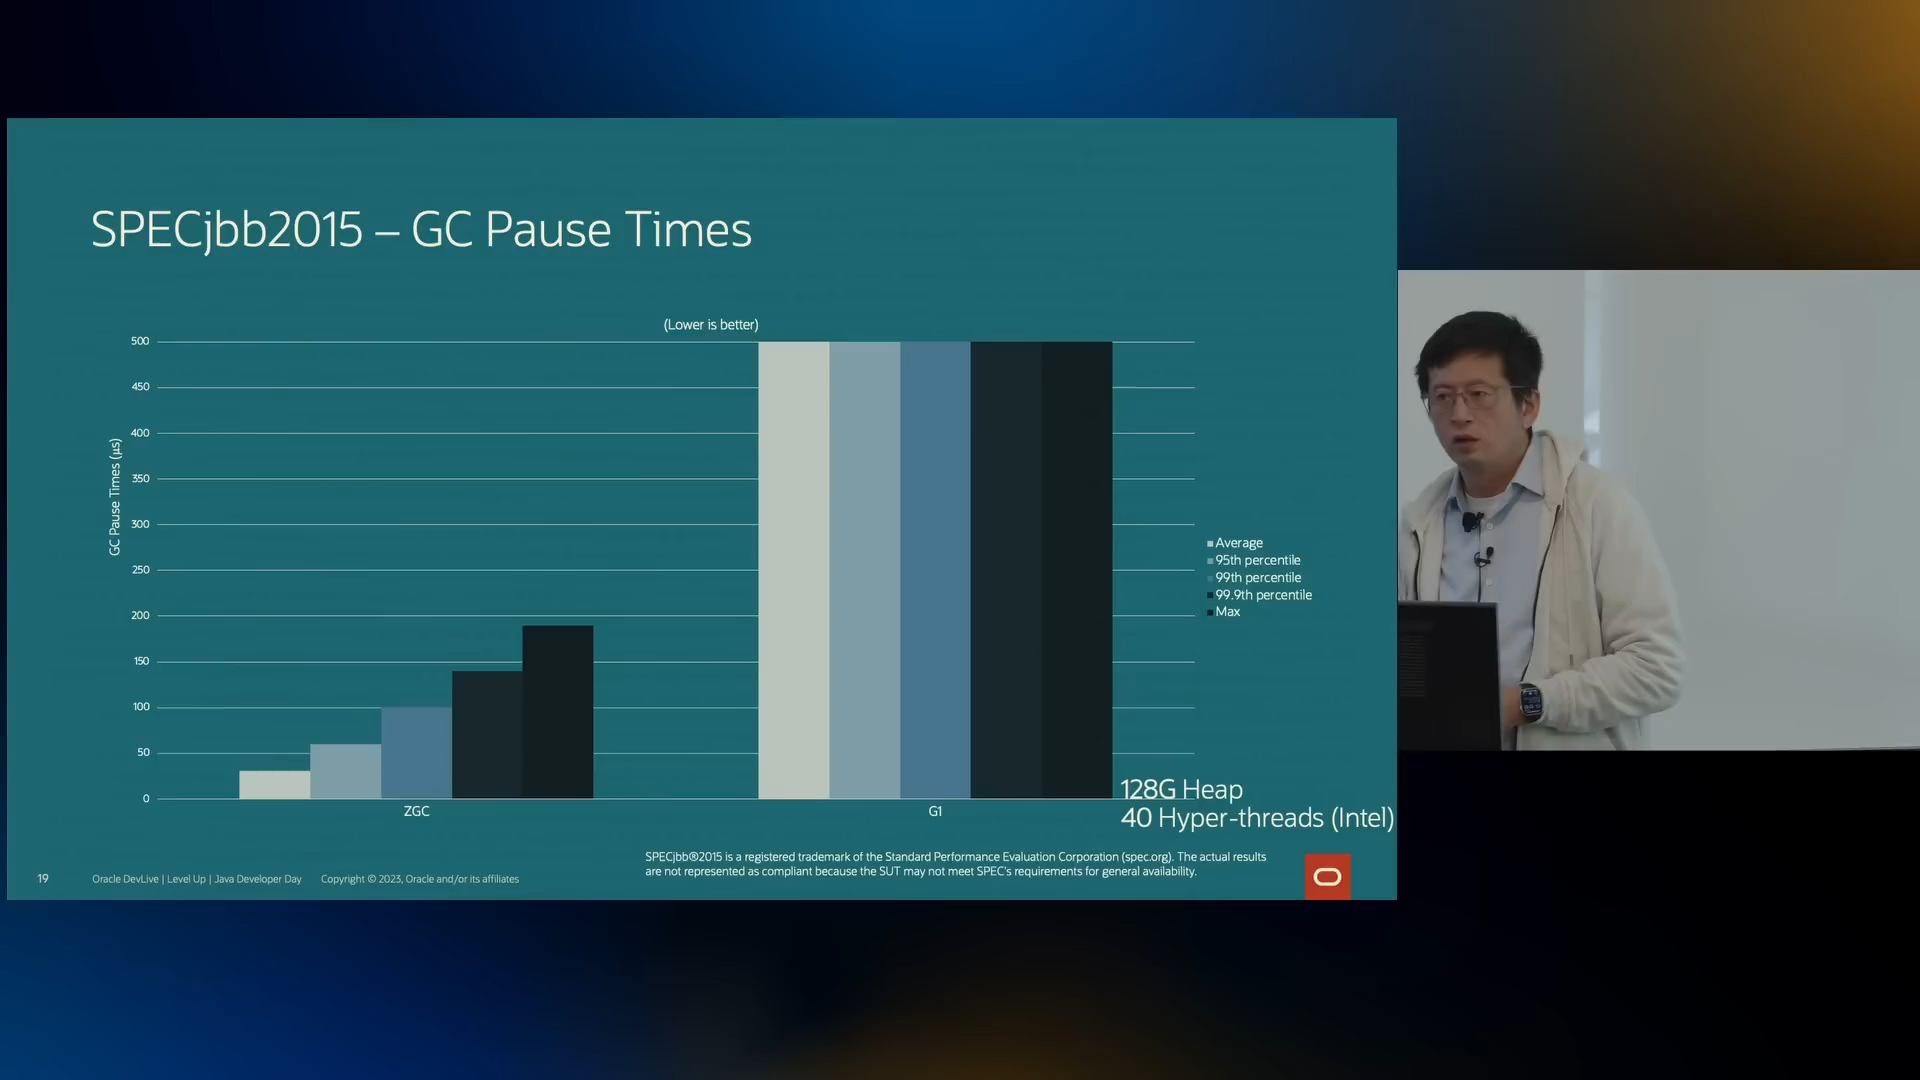 SPECjbb2015 – GC Pause Times
(Lower is better)
500
450
400
350
300
250
200
150
100
50
0
GC Pause Times (µs)
ZGC
G1
Average
95th percentile
99th percentile
99.9th percentile
Max
128G Heap
40 Hyper-threads (Intel)
SPECjbb®2015 is a registered trademark of the Standard Performance Evaluation Corporation (spec.org). The actual results
are not represented as compliant because the SUT may not meet SPEC's requirements for general availability.
19
Oracle DevLive | Level Up | Java Developer Day
Copyright © 2023, Oracle and/or its affiliates